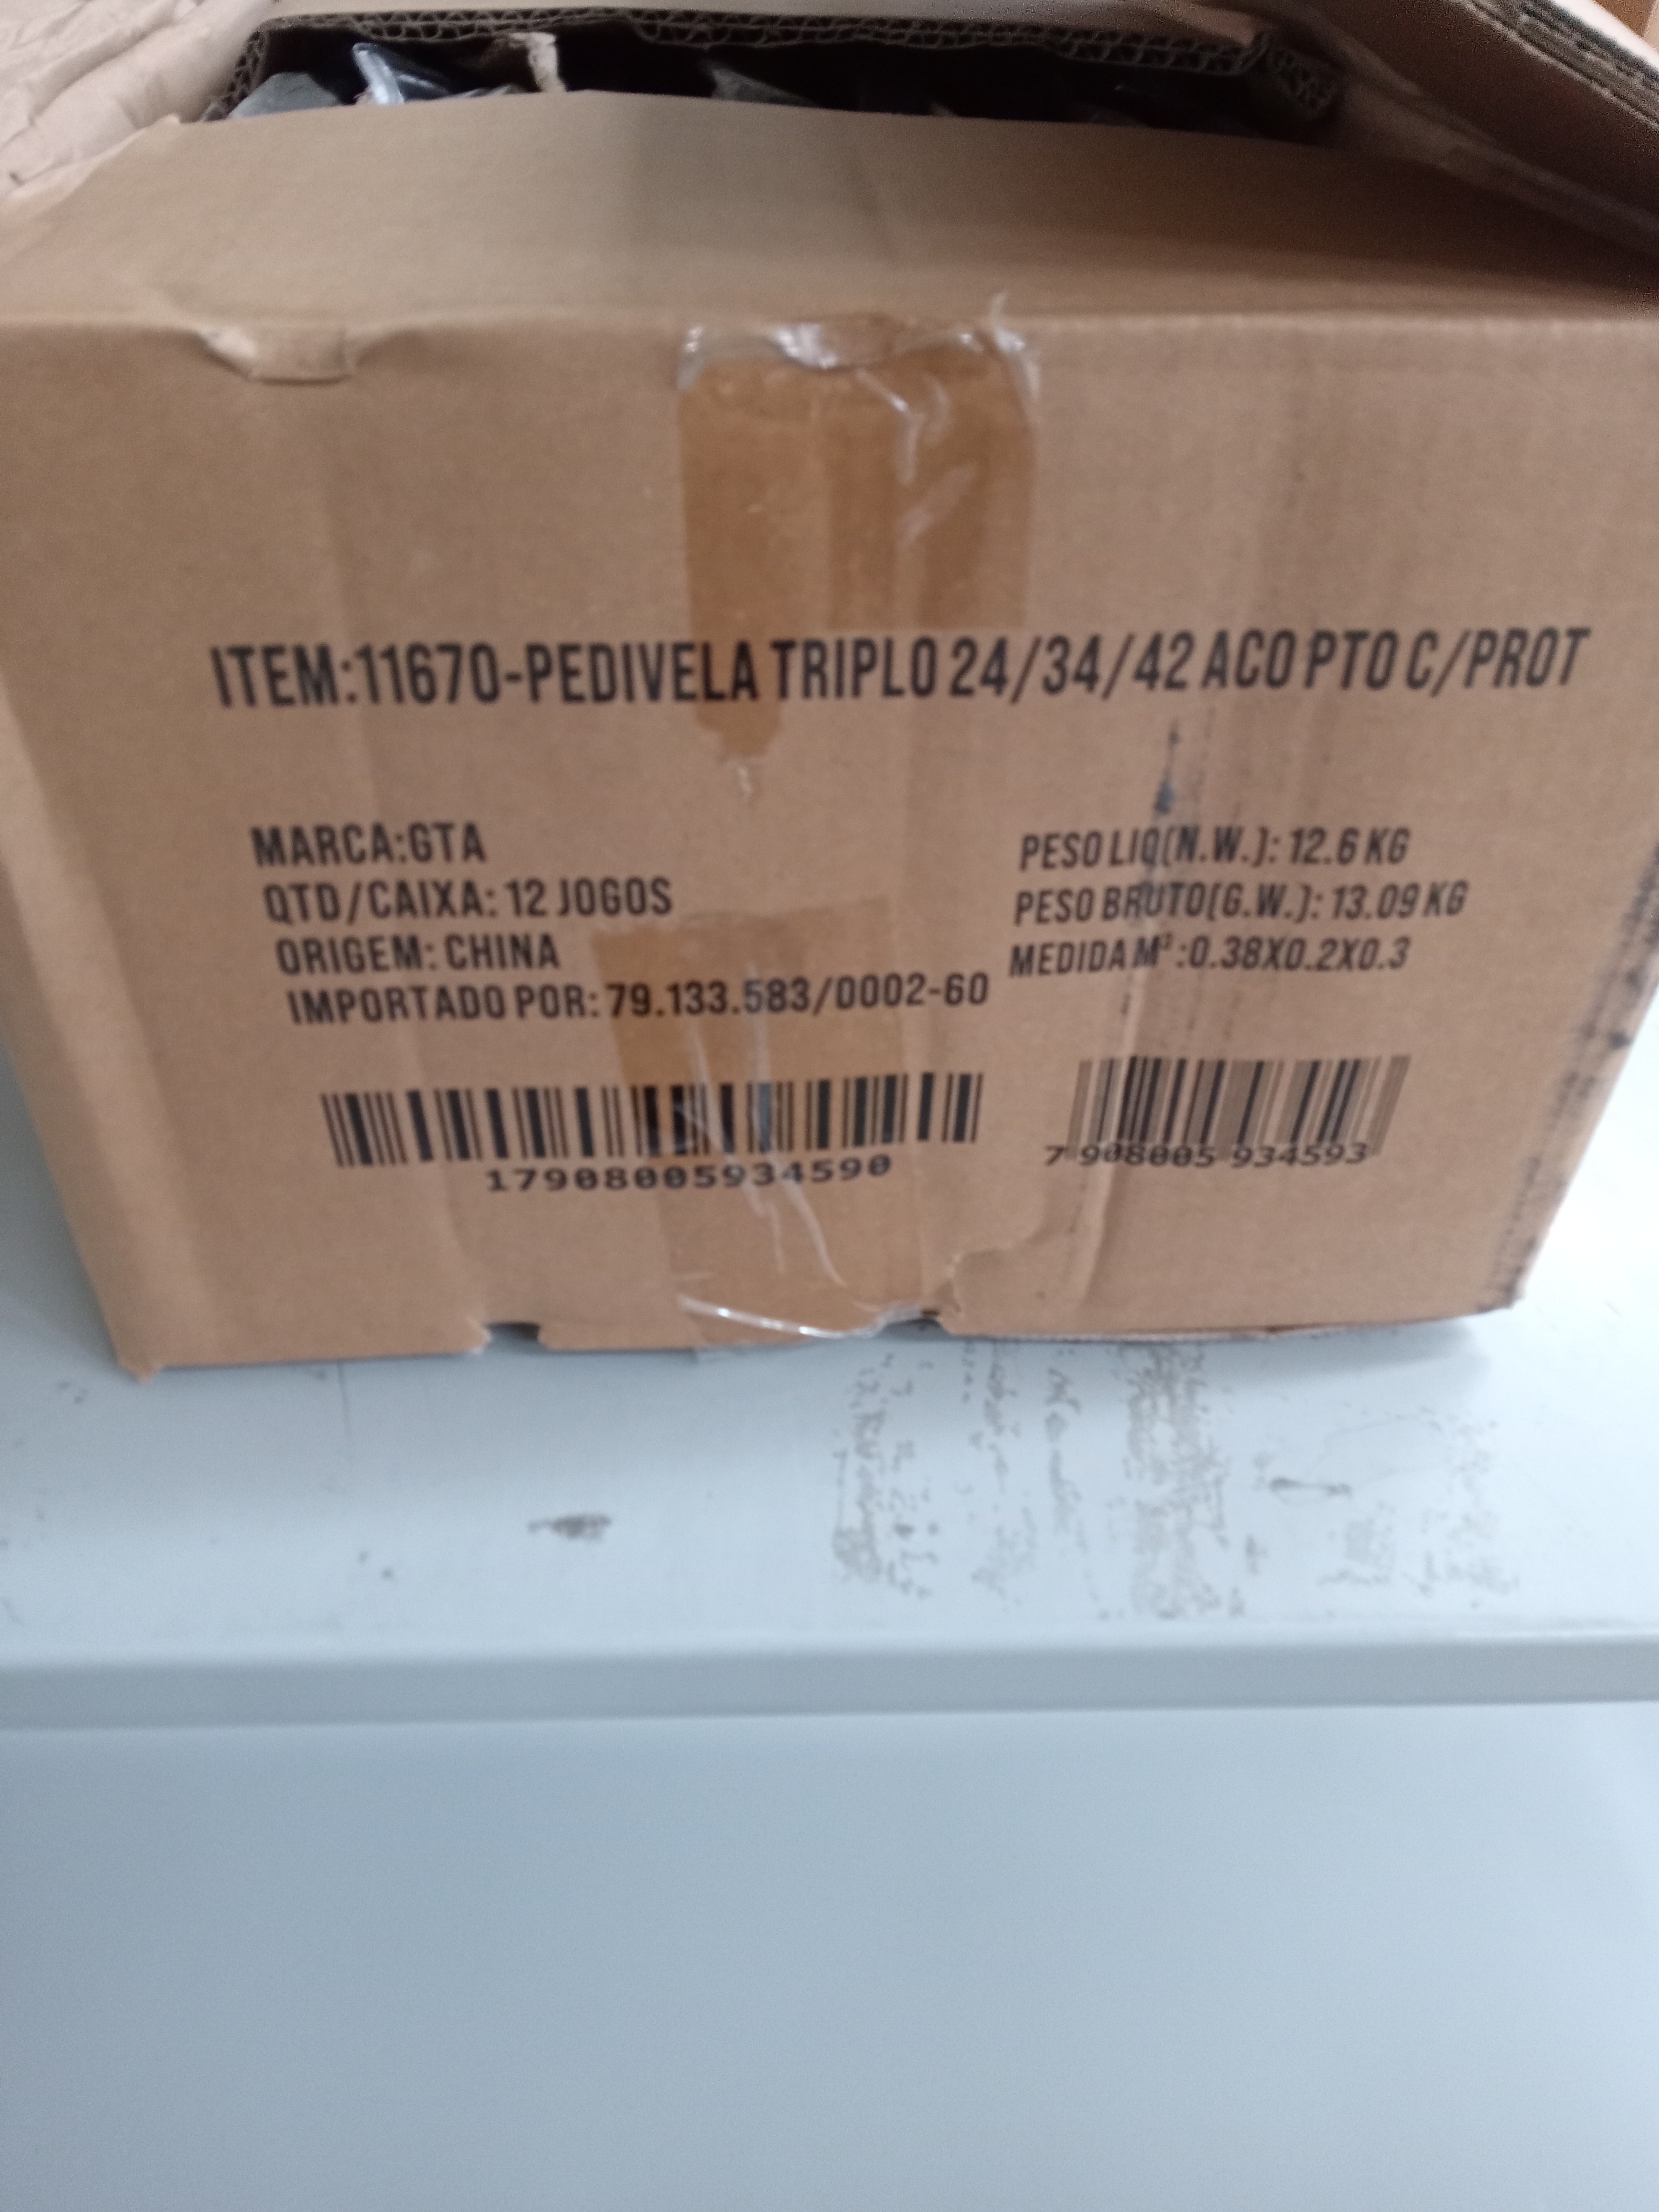 ITEM:11670-PEDIVELA TRIPLO 24/34/42 ACO PTO C/PROT
MARCA:GTA
QTD/CAIXA: 12 JOGOS
ORIGEM: CHINA
IMPORTADO POR: 79.133.583/0002-60
PESO LIQ(N.W.): 12.6 KG
PESO BRUTO(G.W.): 13.09 KG
MEDIDA M³ :0.38X0.2X0.3
17908005934590
7 908005 934593